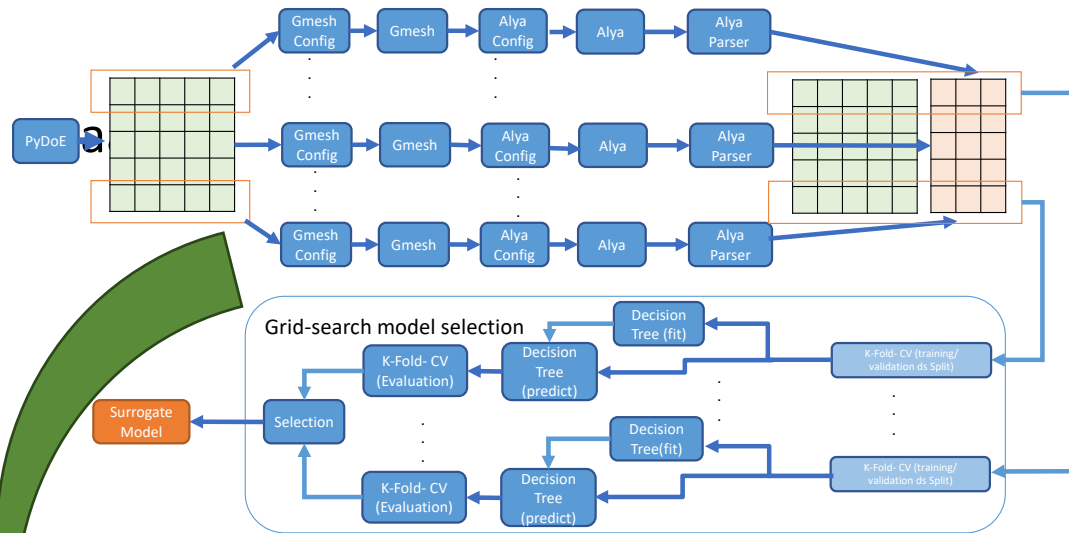 Gmesh
Config
Gmesh
Alya
Config
Alya
Alya
Parser
PyDoE
a
Gmesh
Config
Gmesh
Alya
Config
Alya
Alya
Parser
Gmesh
Config
Gmesh
Alya
Config
Alya
Alya
Parser
Grid-search model selection
Decision
Tree (fit)
K-Fold- CV
(Evaluation)
Decision
Tree
(predict)
K-Fold- CV (training/
validation ds Split)
Surrogate
Model
Selection
Decision
Tree(fit)
K-Fold- CV
(Evaluation)
Decision
Tree
(predict)
K-Fold- CV (training/
validation ds Split)